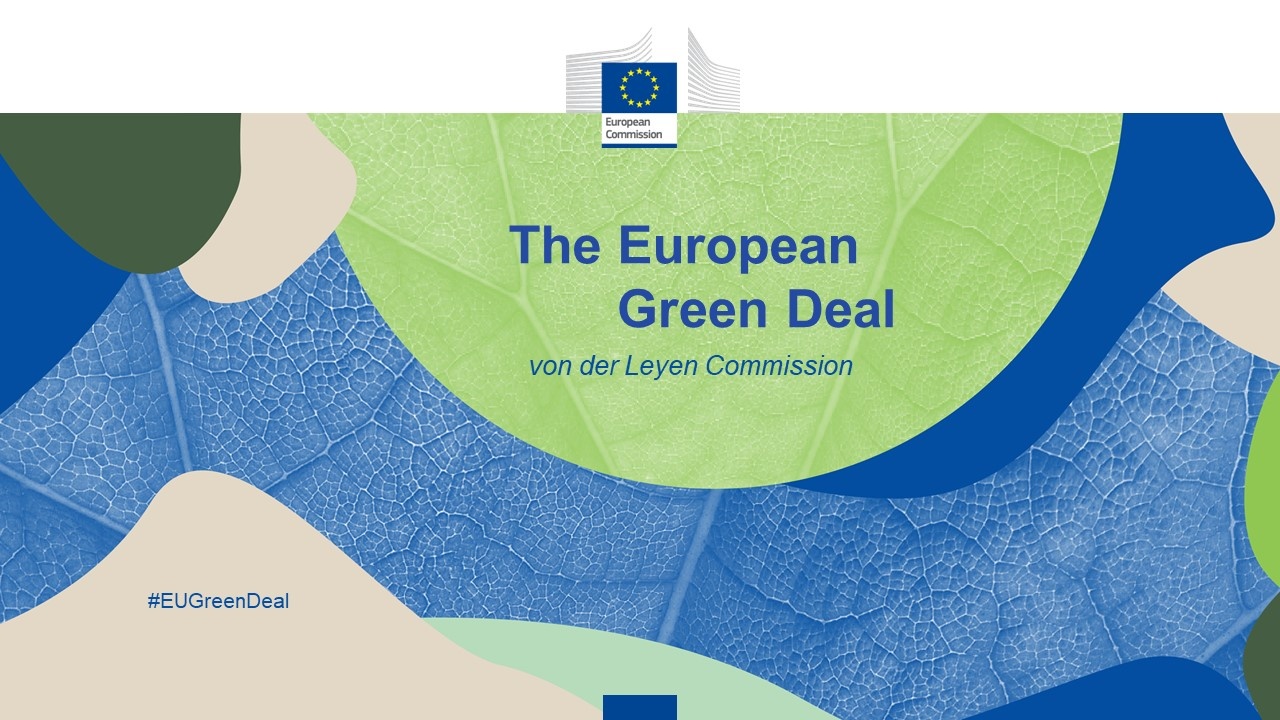 European
Commission
The European
Green Deal
von der Leyen Commission
#EUGreenDeal